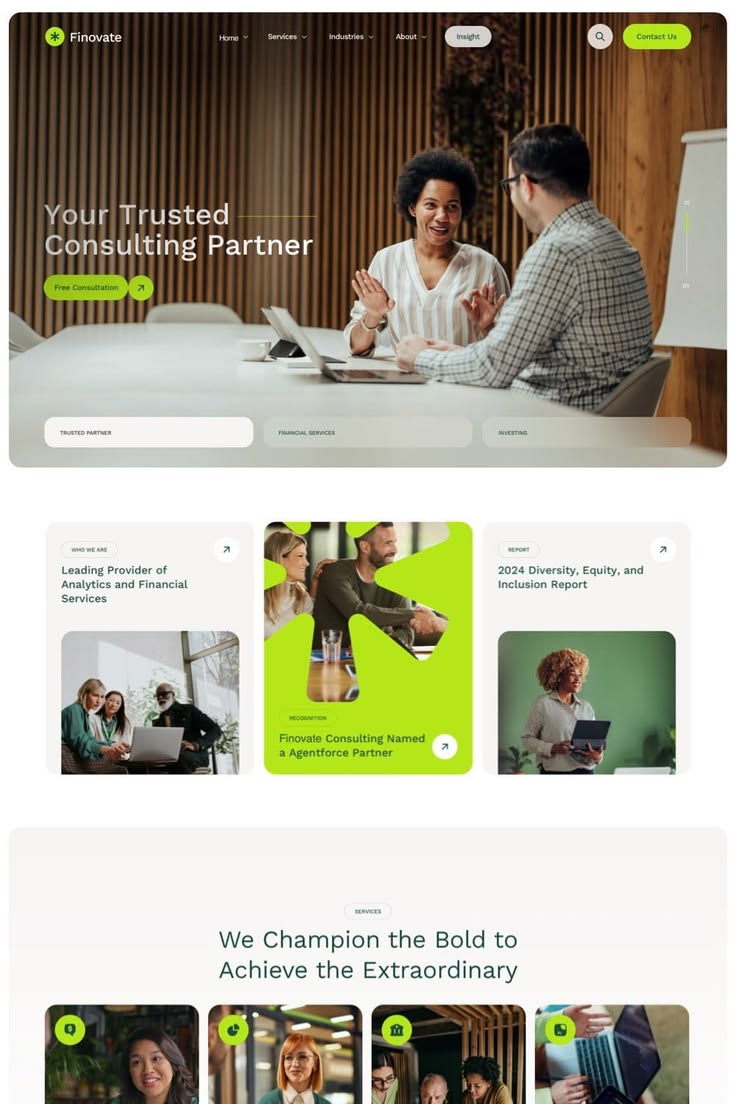 Finovate
Home
Services
Industries
About
Insight
Contact Us
Your Trusted
Consulting Partner
Free Consultation
01
03
TRUSTED PARTNER
FINANCIAL SERVICES
INVESTING
WHO WE ARE
Leading Provider of
Analytics and Financial
Services
RECOGNITION
Finovate Consulting Named
a Agentforce Partner
REPORT
2024 Diversity, Equity, and
Inclusion Report
SERVICES
We Champion the Bold to
Achieve the Extraordinary